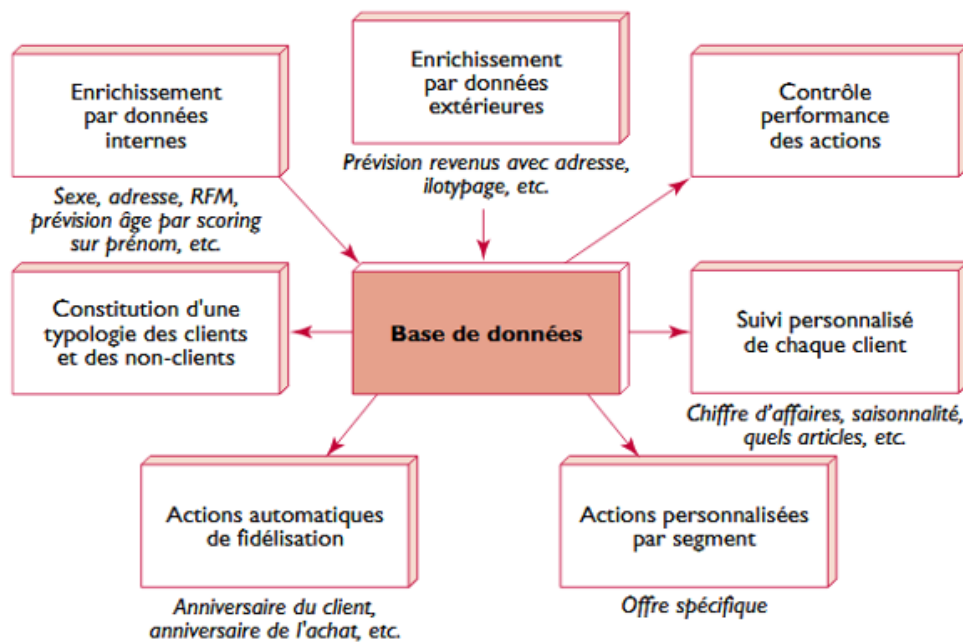 Enrichissement
par données
internes
Sexe, adresse, RFM,
prévision âge par scoring
sur prénom, etc.
Enrichissement
par données
extérieures
Prévision revenus avec adresse,
ilotypage, etc.
Contrôle
performance
des actions
Constitution d'une
typologie des clients
et des non-clients
Base de données
Suivi personnalisé
de chaque client
Chiffre d'affaires, saisonnalité,
quels articles, etc.
Actions automatiques
de fidélisation
Anniversaire du client,
anniversaire de l'achat, etc.
Actions personnalisées
par segment
Offre spécifique